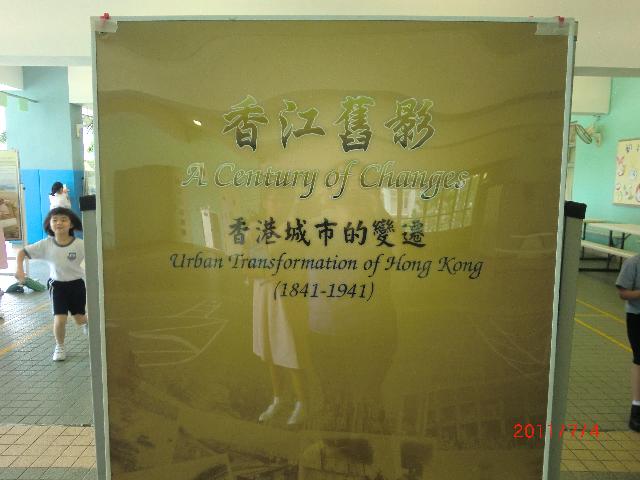 香江舊影
A Century of Changes
香港城市的變遷
Urban Transformation of Hong Kong
(1841-1941)
2011/7/4